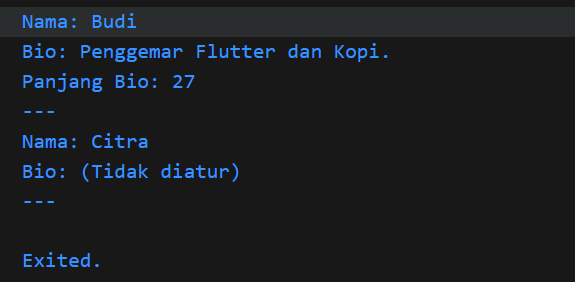 Nama: Budi
Bio: Penggemar Flutter dan Kopi.
Panjang Bio: 27
---
Nama: Citra
Bio: (Tidak diatur)
---
Exited.